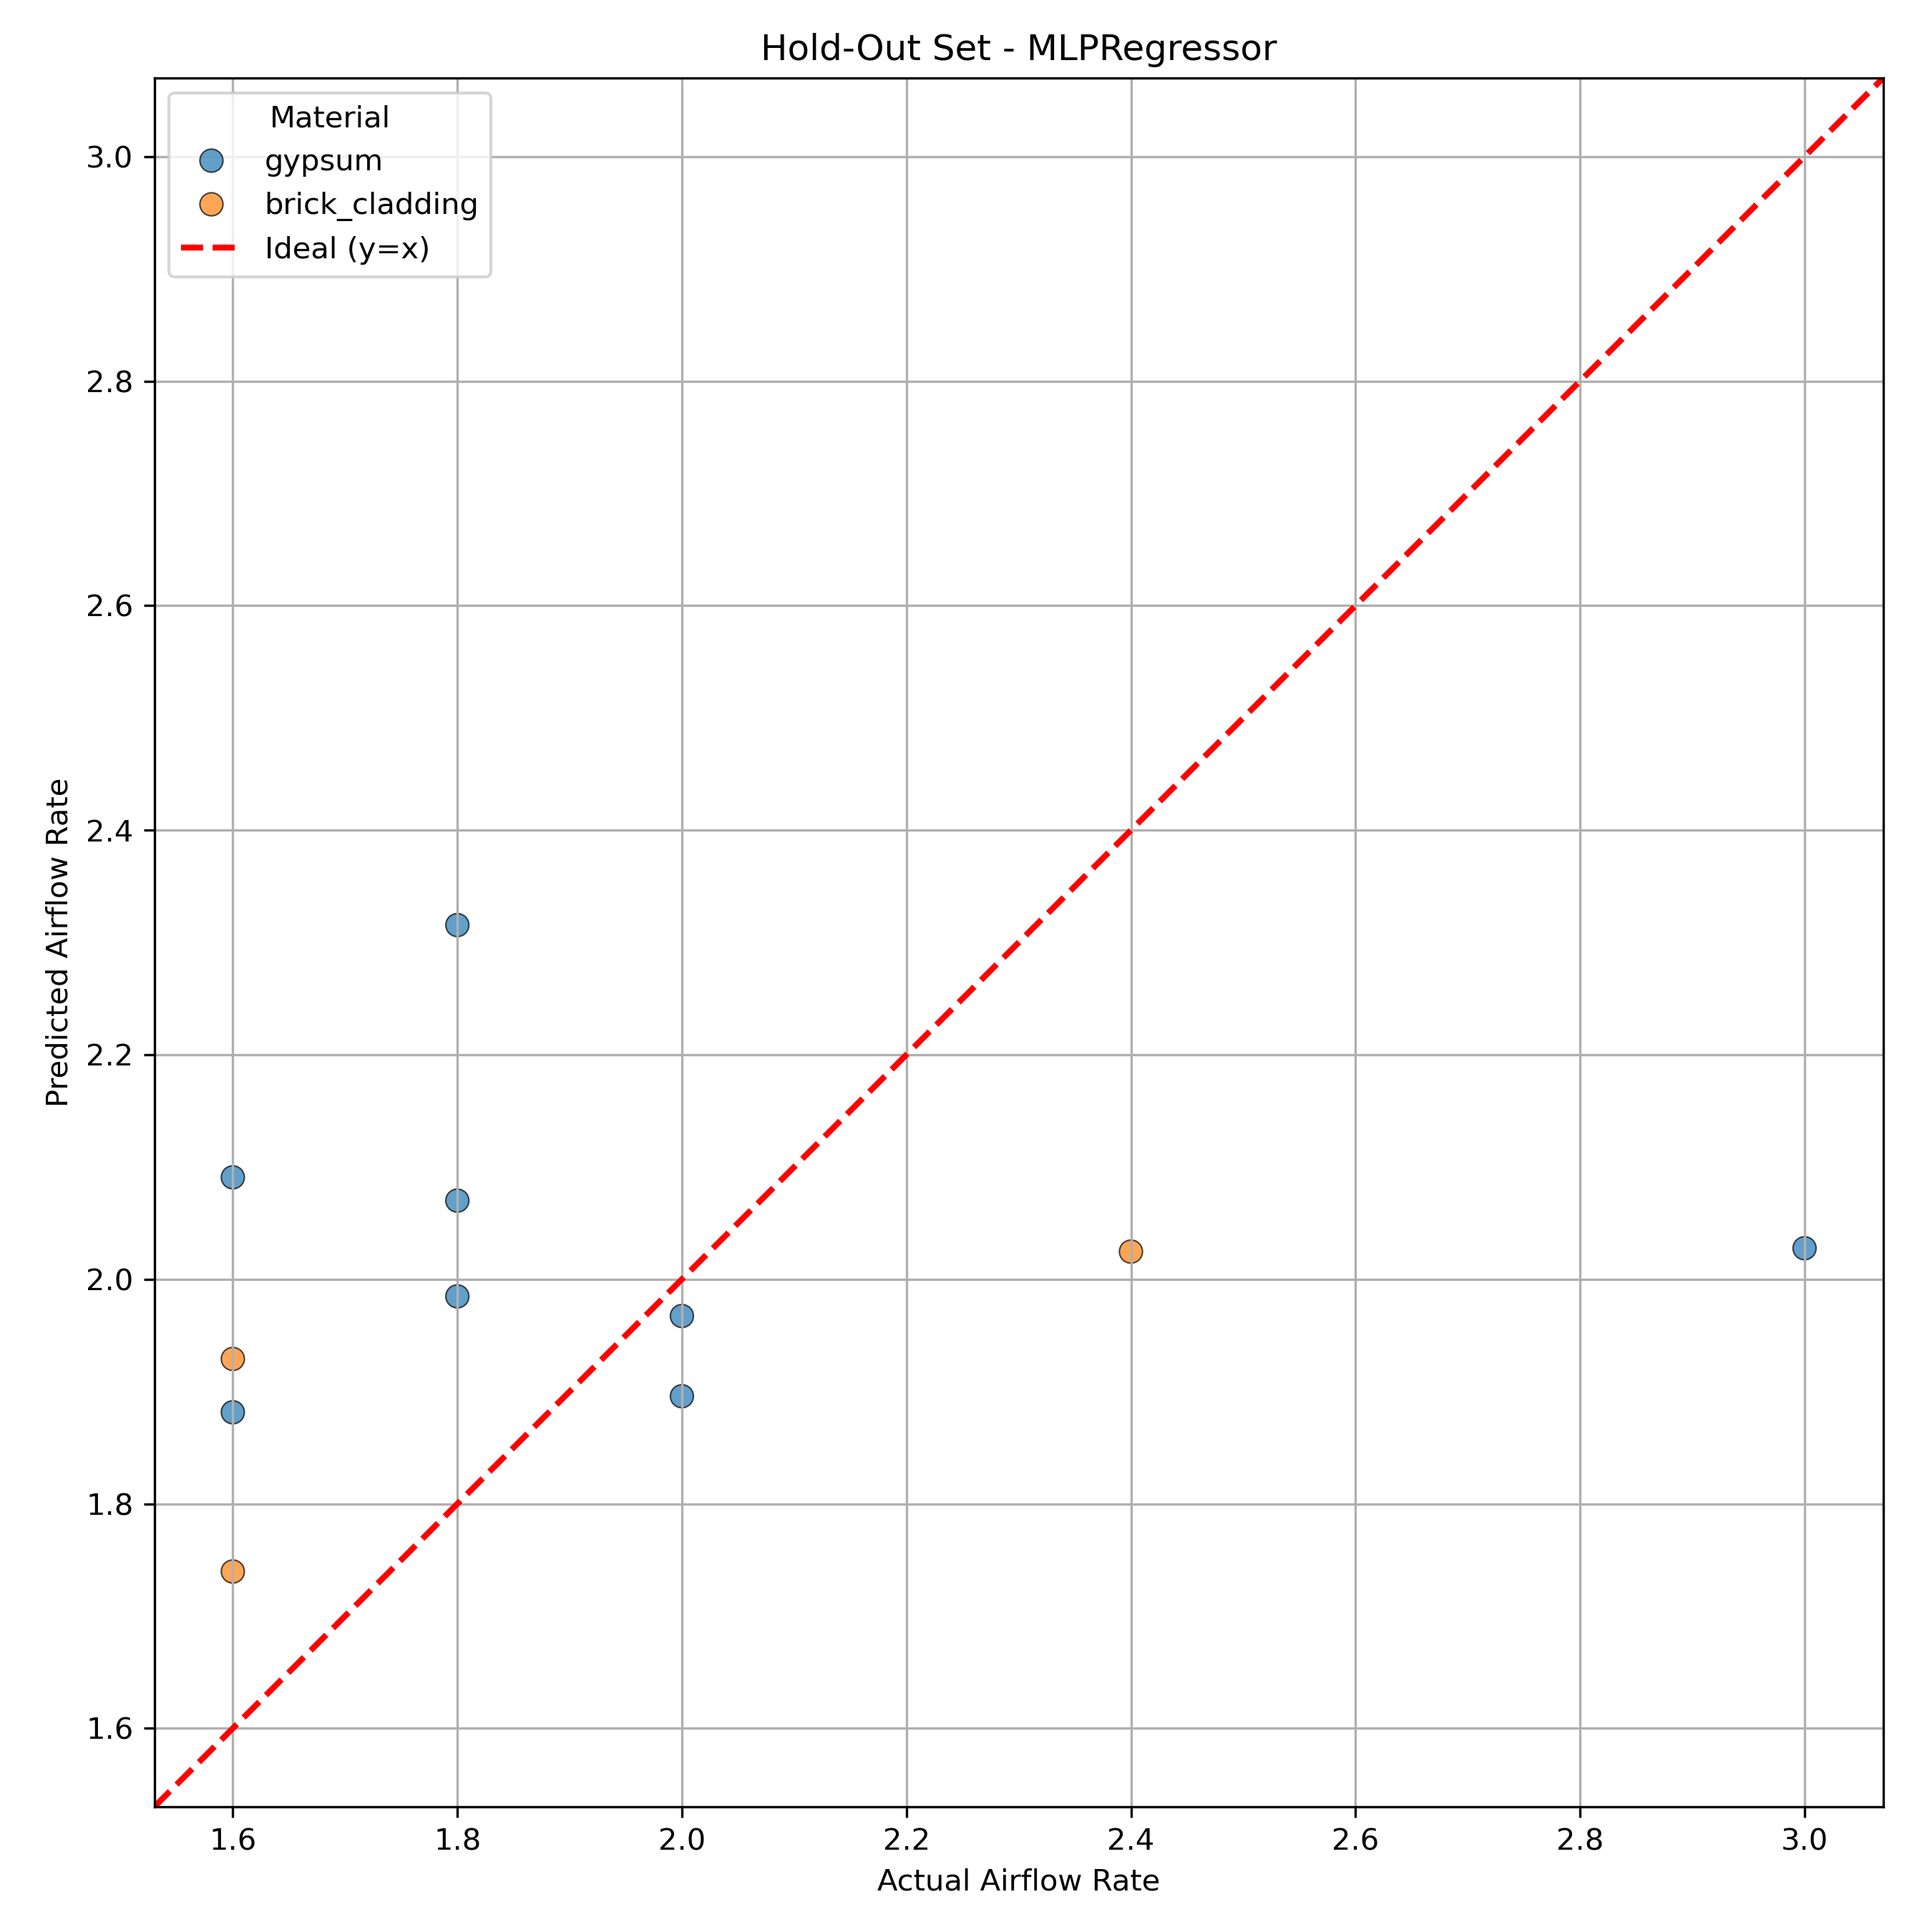 Hold-Out Set - MLPRegressor
Material
gypsum
brick_cladding
Ideal (y=x)
Predicted Airflow Rate
3.0
2.8
2.6
2.4
2.2
2.0
1.8
1.6
1.6 1.8 2.0 2.2 2.4 2.6 2.8 3.0
Actual Airflow Rate